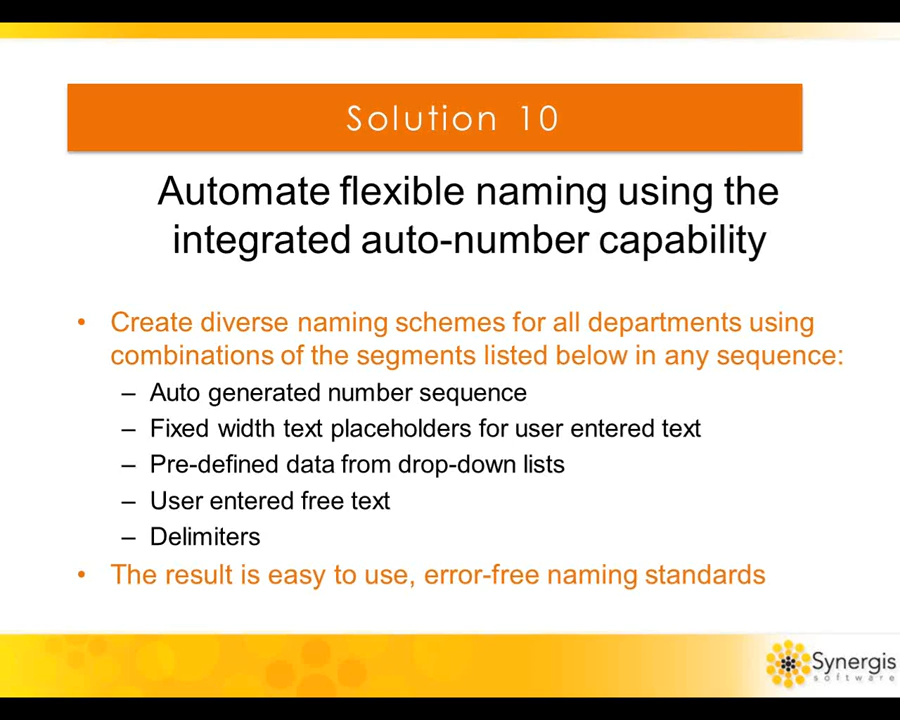 Solution 10
Automate flexible naming using the
integrated auto-number capability
• Create diverse naming schemes for all departments using
combinations of the segments listed below in any sequence:
– Auto generated number sequence
– Fixed width text placeholders for user entered text
– Pre-defined data from drop-down lists
– User entered free text
– Delimiters
• The result is easy to use, error-free naming standards
Synergis
software